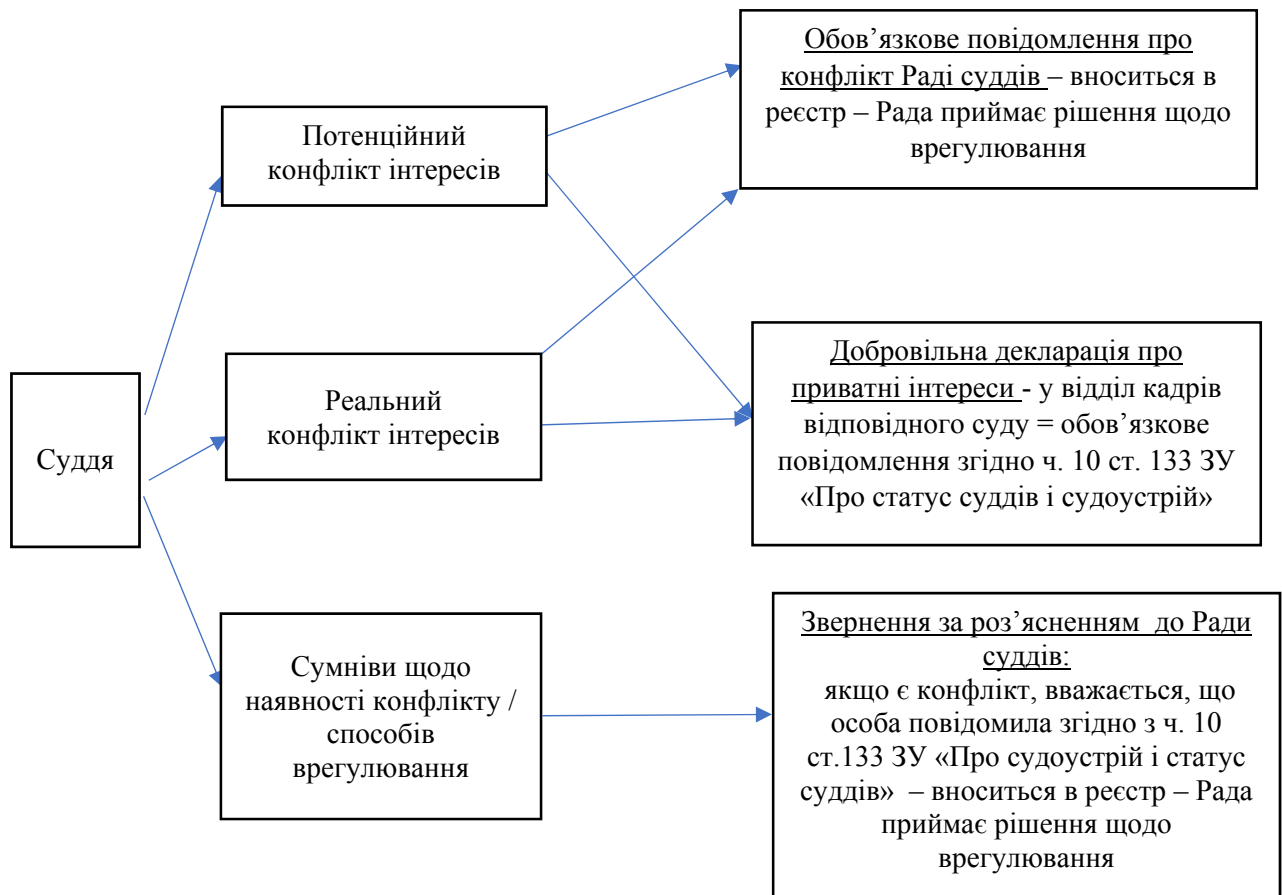 Суддя
Потенційний
конфлікт інтересів
Реальний
конфлікт інтересів
Сумніви щодо
наявності конфлікту /
способів
врегулювання
Обов’язкове повідомлення про
конфлікт Раді суддів – вноситься в
реєстр – Рада приймає рішення щодо
врегулювання
Добровільна декларація про
приватні інтереси - у відділ кадрів
відповідного суду = обов’язкове
повідомлення згідно ч. 10 ст. 133 ЗУ
«Про статус суддів і судоустрій»
Звернення за роз’ясненням до Ради
суддів:
якщо є конфлікт, вважається, що
особа повідомила згідно з ч. 10
ст.133 ЗУ «Про судоустрій і статус
суддів» – вноситься в реєстр – Рада
приймає рішення щодо
врегулювання